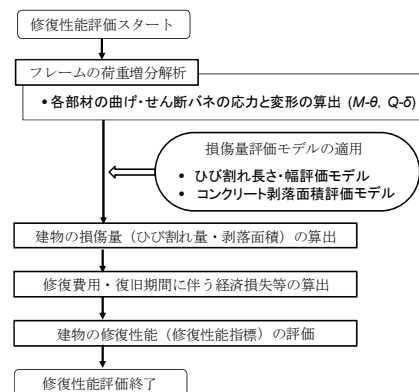 修復性能評価スタート
フレームの荷重増分解析
• 各部材の曲げ・せん断バネの応力と変形の算出 (M-θ, Q-δ)
損傷量評価モデルの適用
• ひび割れ長さ・幅評価モデル
• コンクリート剥落面積評価モデル
建物の損傷量（ひび割れ量・剥落面積）の算出
修復費用・復旧期間に伴う経済損失等の算出
建物の修復性能（修復性能指標）の評価
修復性能評価終了